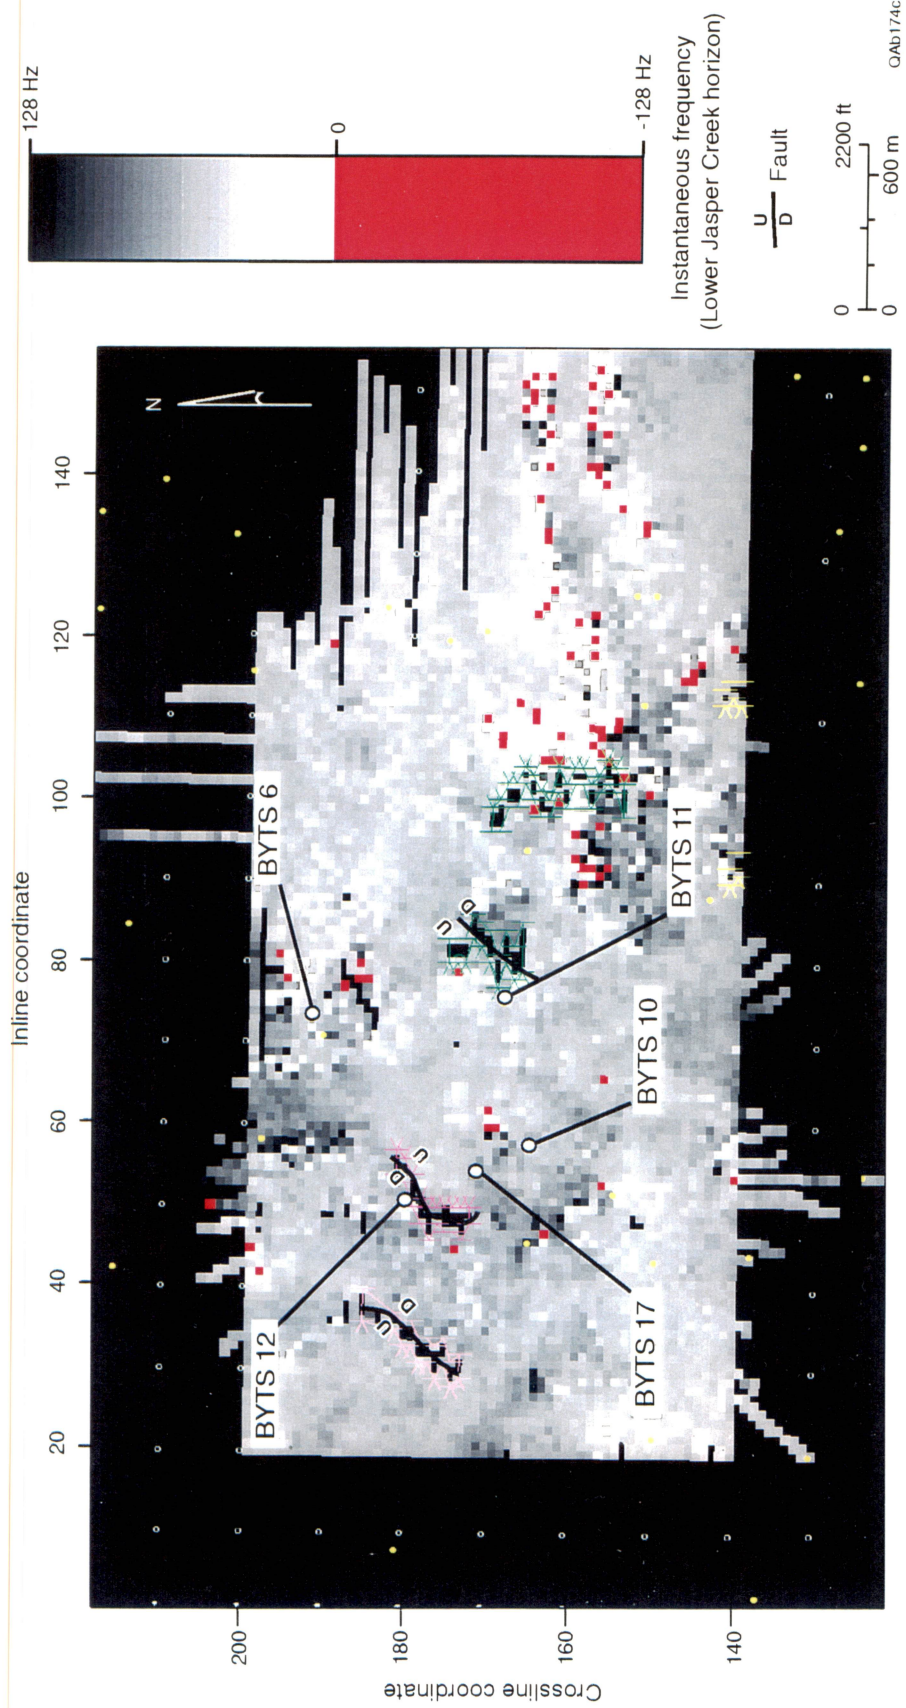 Inline coordinate
20
40
60
80
100
120
140
Crossline coordinate
200
180
160
140
N
BYTS 12
BYTS 6
BYTS 17
BYTS 10
BYTS 11
U
D
D
U
U
D
128 Hz
0
-128 Hz
Instantaneous frequency
(Lower Jasper Creek horizon)
U
D
Fault
0
2200 ft
0
600 m
QAb174c